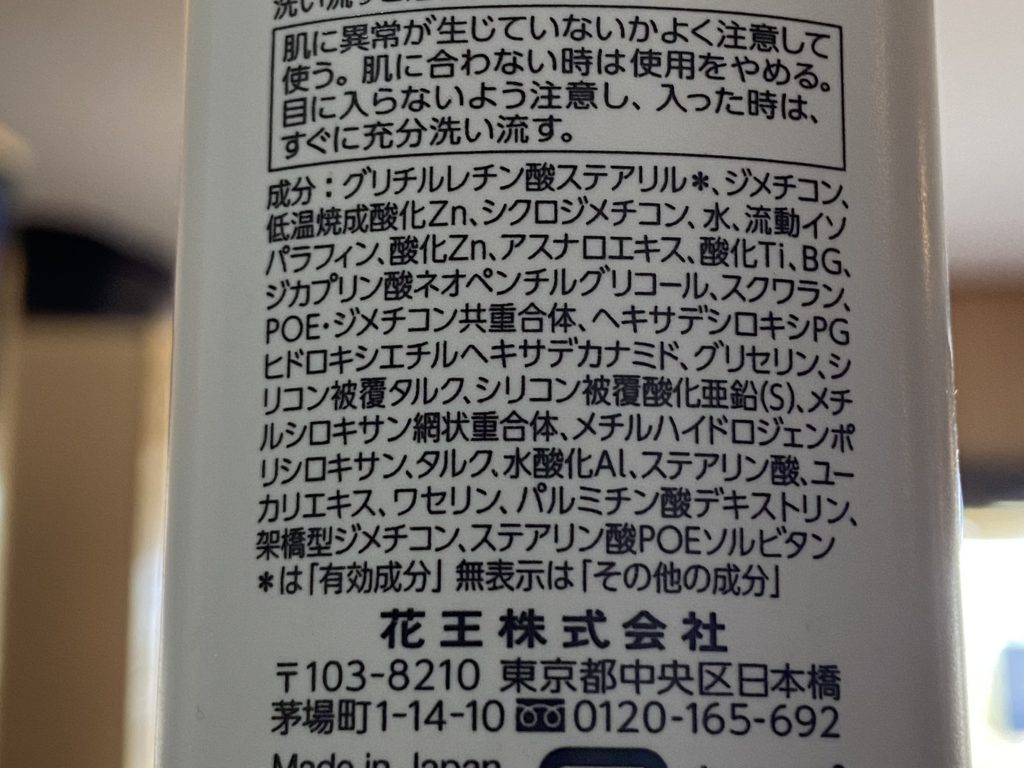 肌に異常が生じていないかよく注意して
使う。肌に合わない時は使用をやめる。
目に入らないよう注意し、入った時は、
すぐに充分洗い流す。
成分：グリチルレチン酸ステアリル*、ジメチコン、
低温焼成酸化Zn、シクロジメチコン、水、流動イソ
パラフィン、酸化Zn、アスナロエキス、酸化Ti、BG、
ジカプリン酸ネオペンチルグリコール、スクワラン、
POE・ジメチコン共重合体、ヘキサデシロキシPG
ヒドロキシエチルヘキサデカナミド、グリセリン、シ
リコン被覆タルク、シリコン被覆酸化亜鉛(S)、メチ
ルシロキサン網状重合体、メチルハイドロジェンポ
リシロキサン、タルク、水酸化Al、ステアリン酸、ユー
カリエキス、ワセリン、パルミチン酸デキストリン、
架橋型ジメチコン、ステアリン酸POEソルビタン
*は「有効成分」無表示は「その他の成分」
花王株式会社
〒103-8210 東京都中央区日本橋
茅場町1-14-10 0120-165-692
Made in Japan